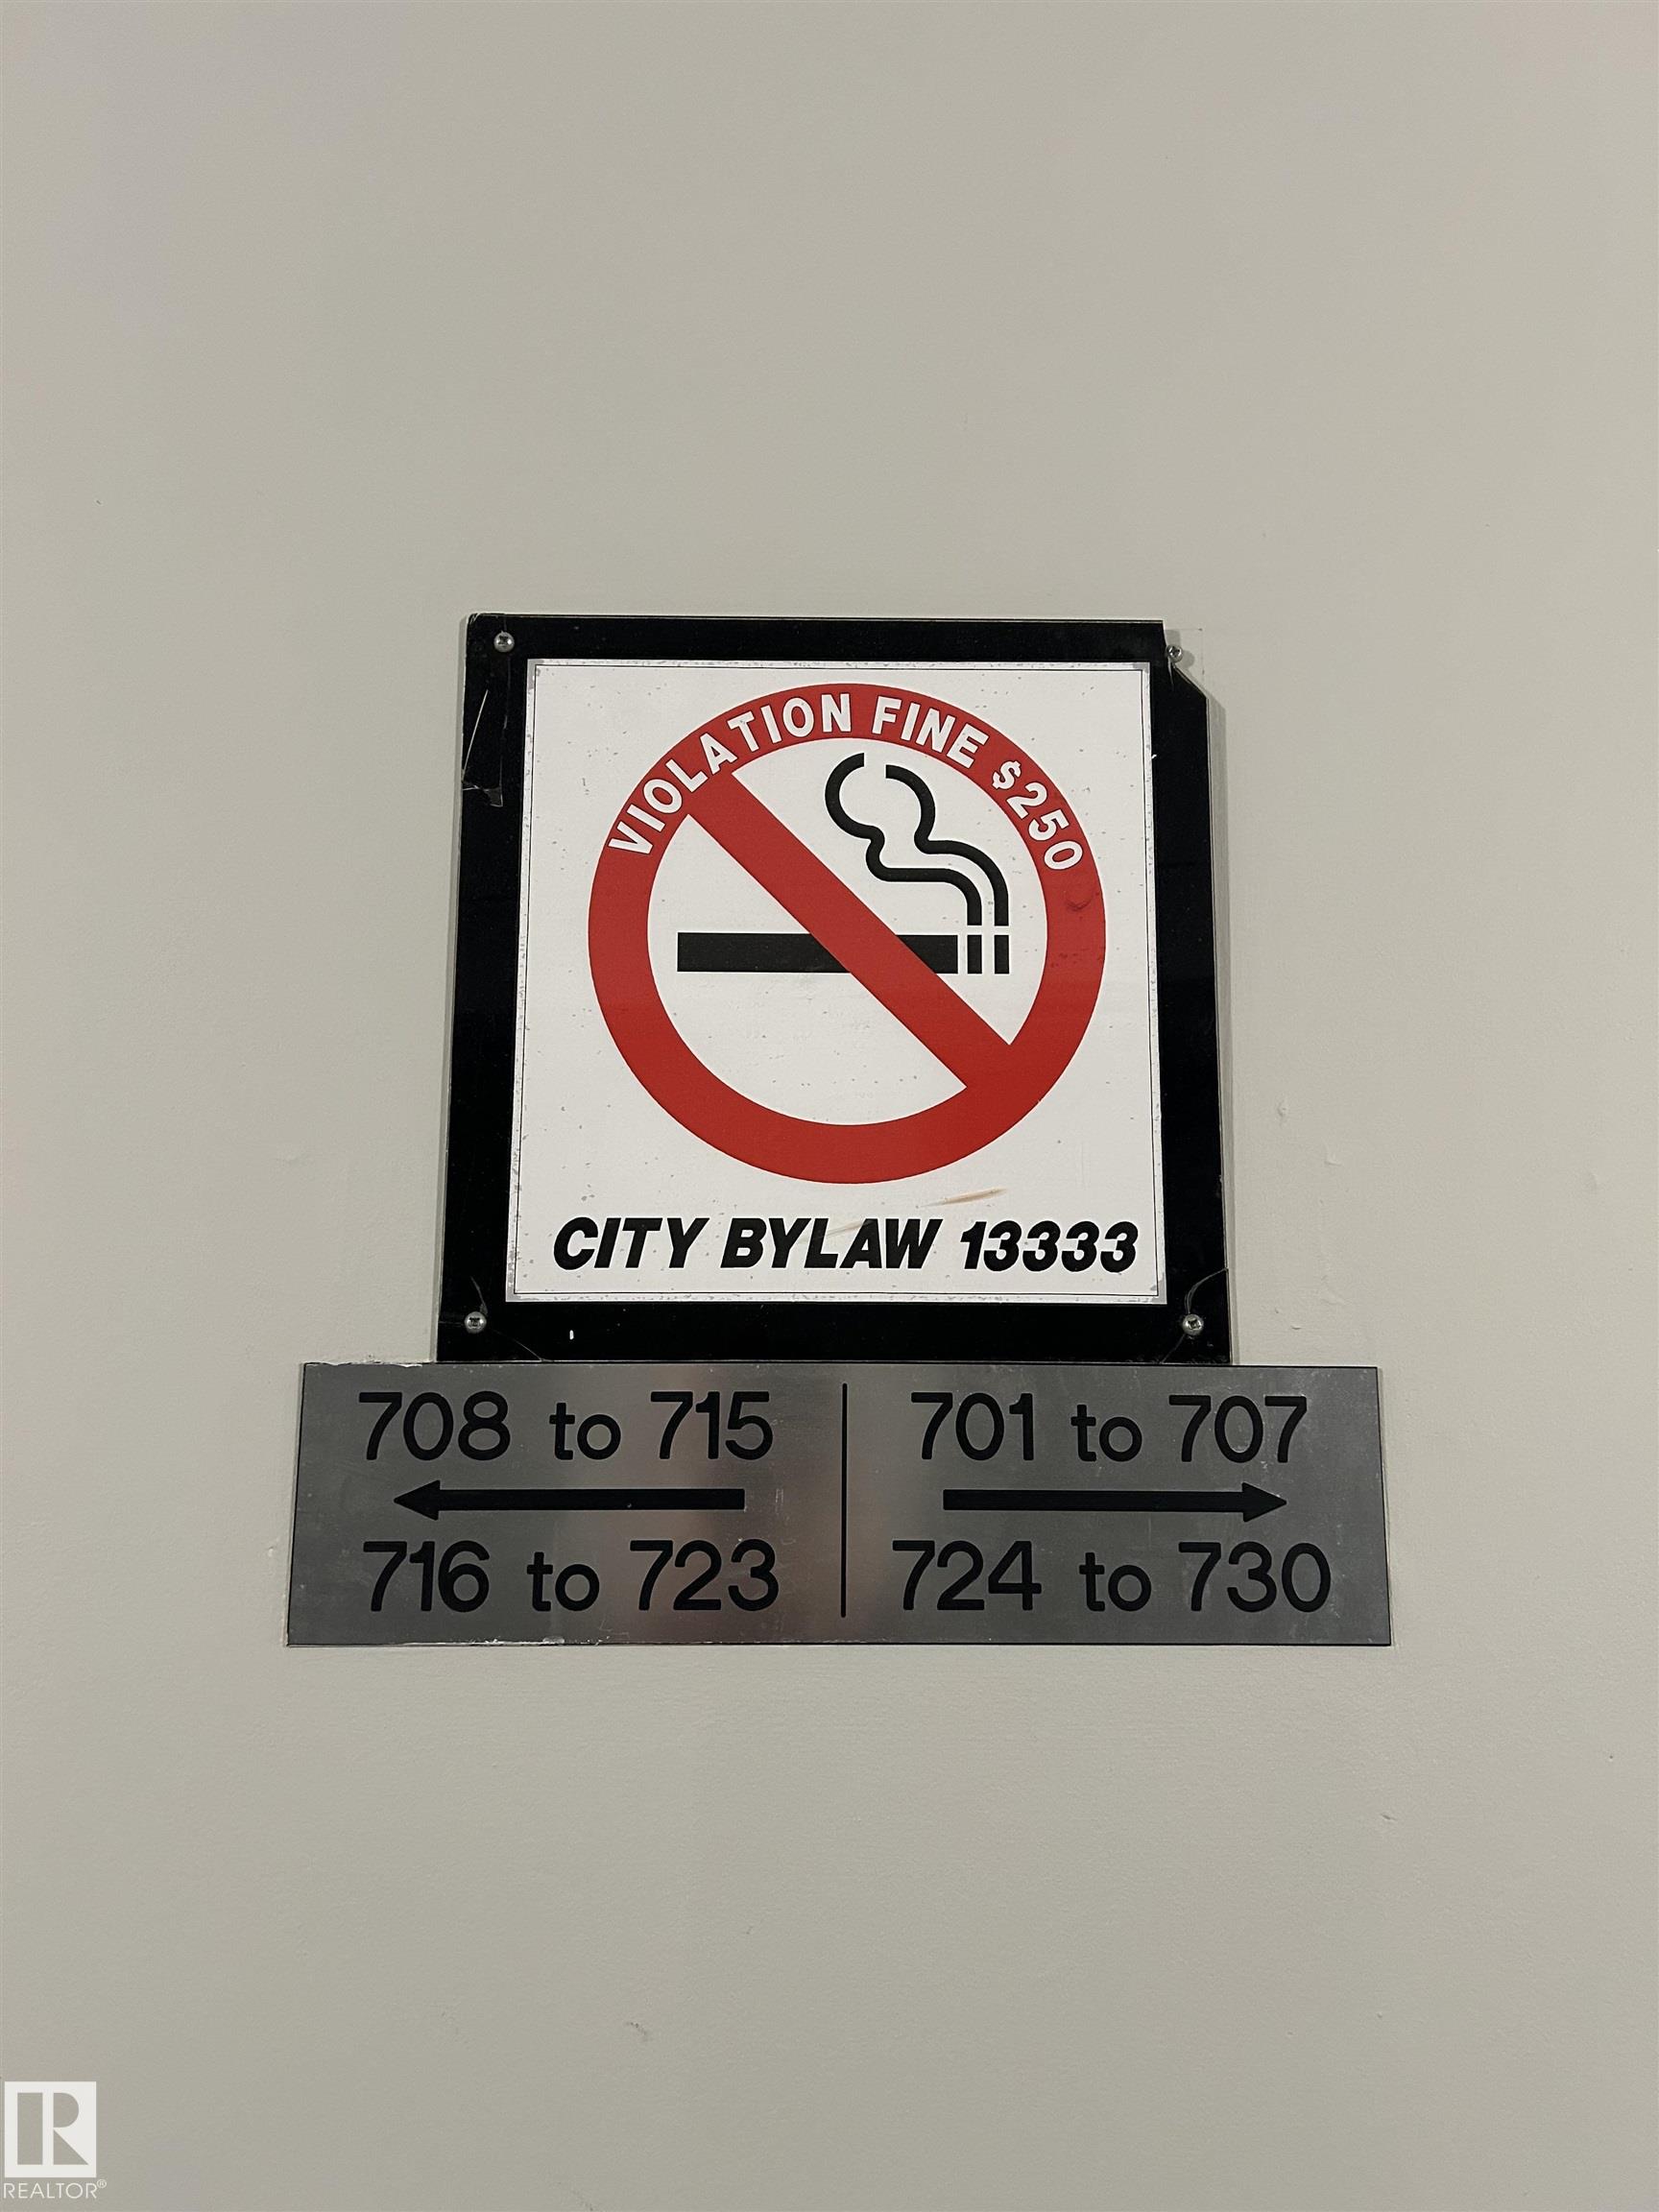 VIOLATION FINE $250
CITY BYLAW 13333
708 to 715
716 to 723
701 to 707
724 to 730
R
REALTOR®